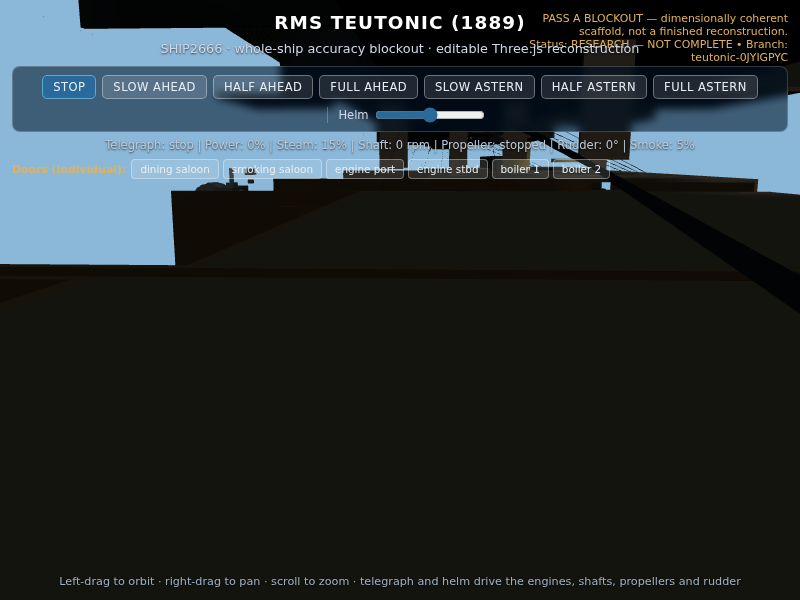 RMS TEUTONIC (1889)
SHIP2666 · whole-ship accuracy blockout · editable Three.js reconstruction
PASS A BLOCKOUT — dimensionally coherent
scaffold, not a finished reconstruction.
Status: RESEARCH — NOT COMPLETE • Branch:
teutonic-0JYIGPYC
STOP SLOW AHEAD HALF AHEAD FULL AHEAD SLOW ASTERN HALF ASTERN FULL ASTERN
Helm
Telegraph: stop | Power: 0% | Steam: 15% | Shaft: 0 rpm | Propeller: stopped | Rudder: 0° | Smoke: 5%
Doors (individual): dining saloon smoking saloon engine port engine stbd boiler 1 boiler 2
Left-drag to orbit · right-drag to pan · scroll to zoom · telegraph and helm drive the engines, shafts, propellers and rudder